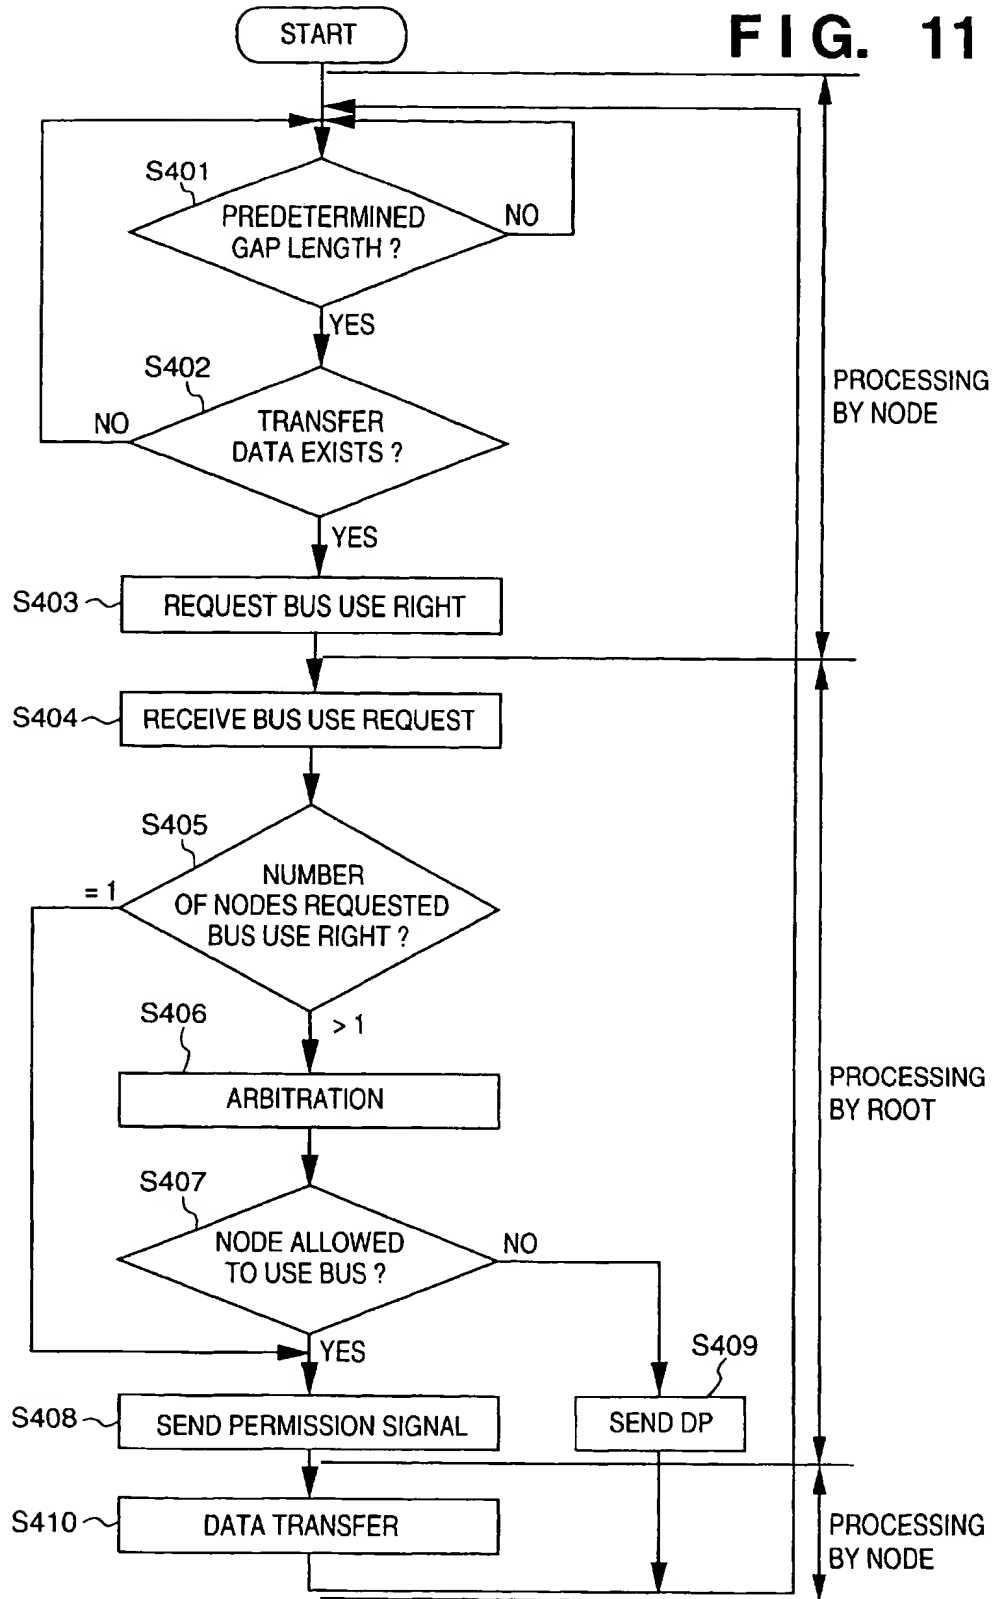 START
FIG. 11
S401
PREDETERMINED
GAP LENGTH ?
NO
YES
S402
TRANSFER
DATA EXISTS ?
NO
YES
PROCESSING
BY NODE
S403
REQUEST BUS USE RIGHT
S404
RECEIVE BUS USE REQUEST
S405
NUMBER
OF NODES REQUESTED
BUS USE RIGHT ?
= 1
> 1
S406
ARBITRATION
PROCESSING
BY ROOT
S407
NODE ALLOWED
TO USE BUS ?
NO
YES
S408
SEND PERMISSION SIGNAL
S409
SEND DP
S410
DATA TRANSFER
PROCESSING
BY NODE